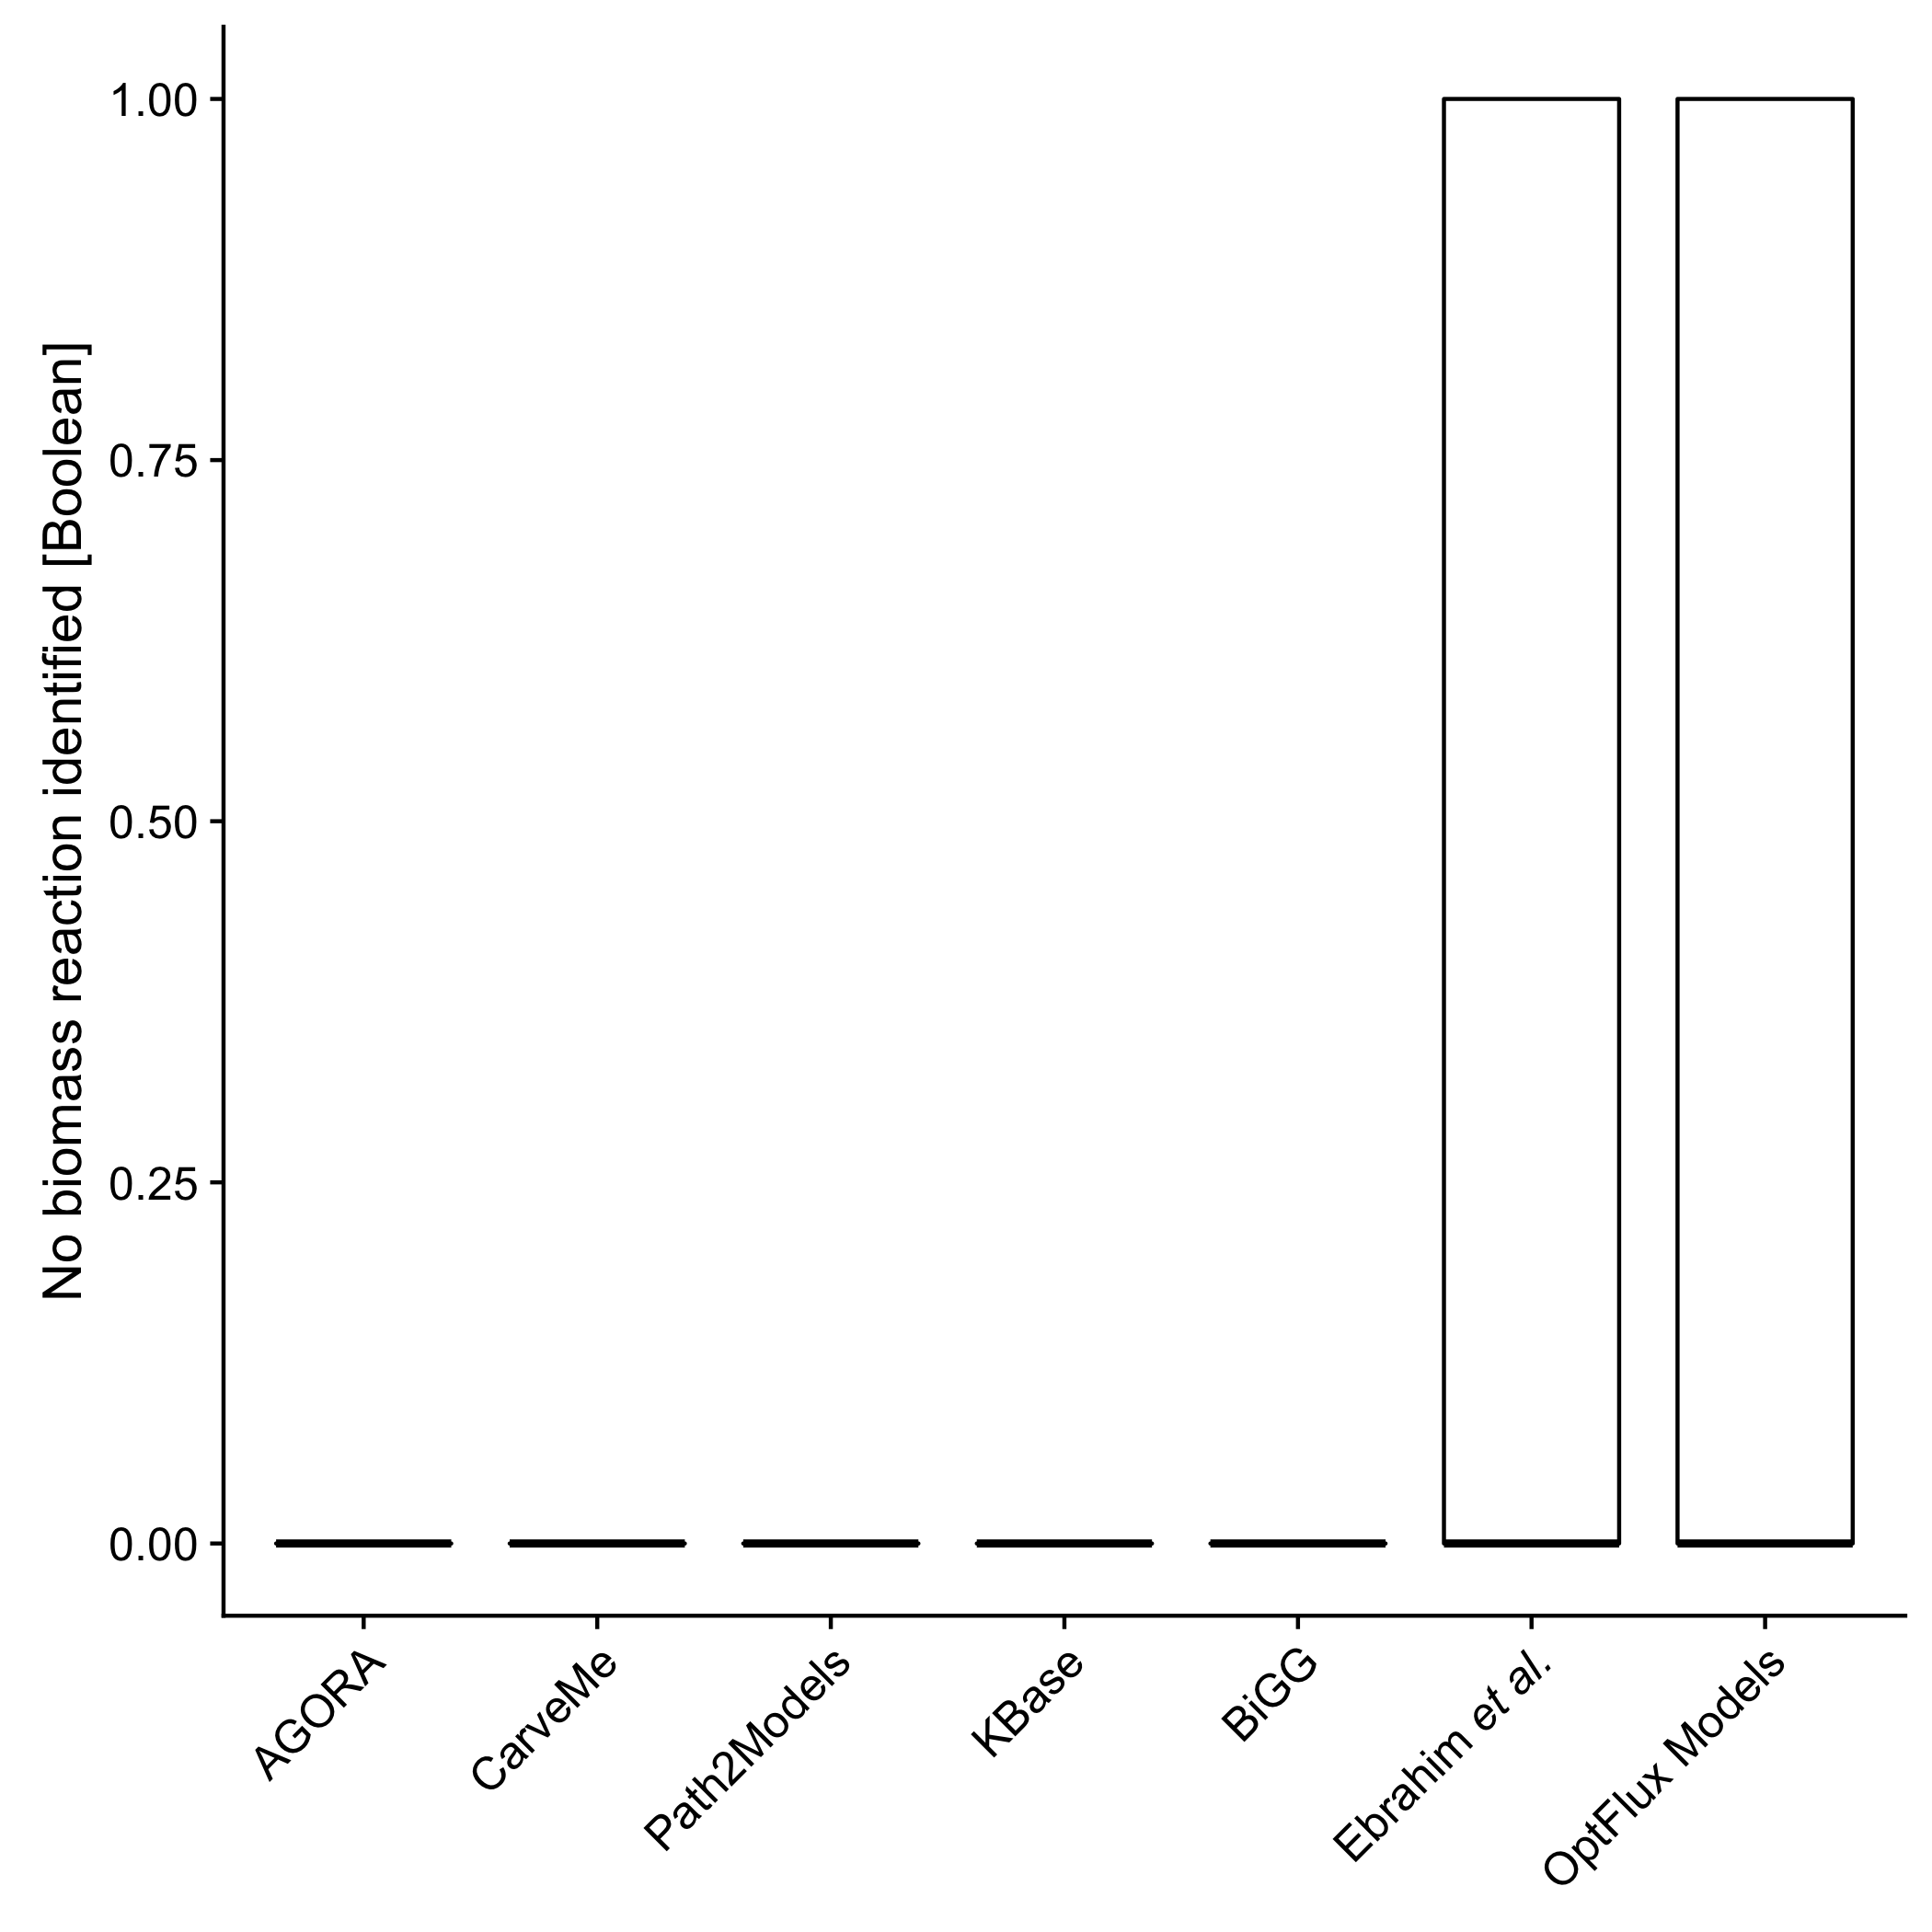 No biomass reaction identified [Boolean]
1.00
0.75
0.50
0.25
0.00
AGORA
CarveMe
Path2Models
KBase
BiGG
Ebrahim et al.
OptFlux Models